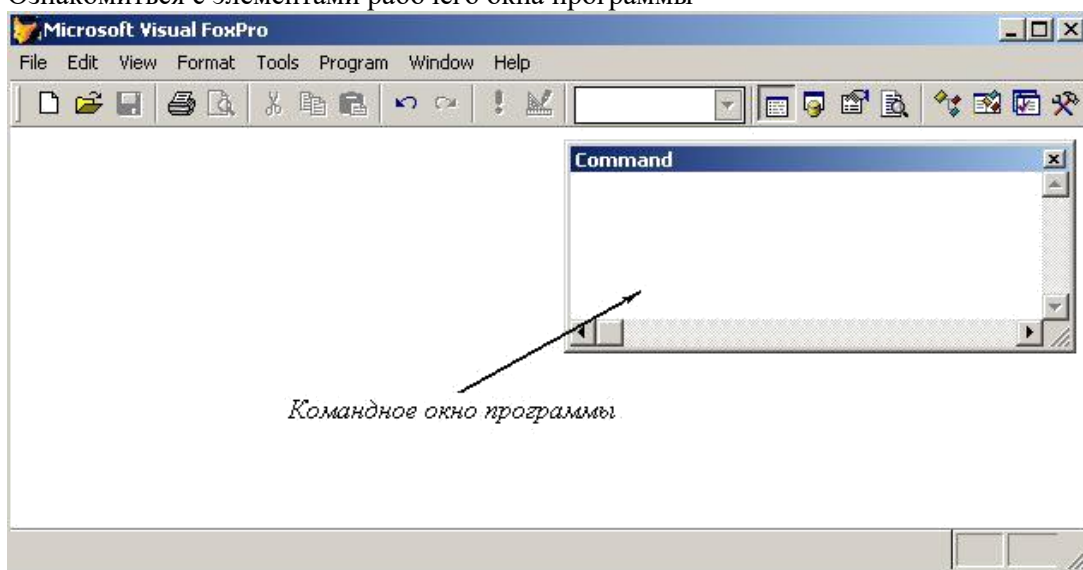 Ознакомиться с элементами рабочего окна программы
Microsoft Visual FoxPro
File Edit View Format Tools Program Window Help
Command
Командное окно программы